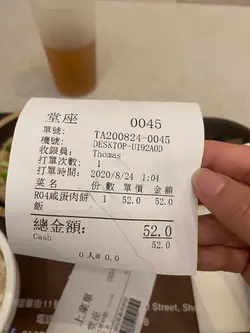 堂座 0045
單號: TA200824-0045
機號: DESKTOP-U192A0D
收銀員: Thomas
打單次數: 1
打單時間: 2020/8/24 1:04
菜名 份數 單價 金額
R04咸蛋肉餅飯 1 52.0 52.0
總金額: 52.0
Cash 52.0
0人@0.0